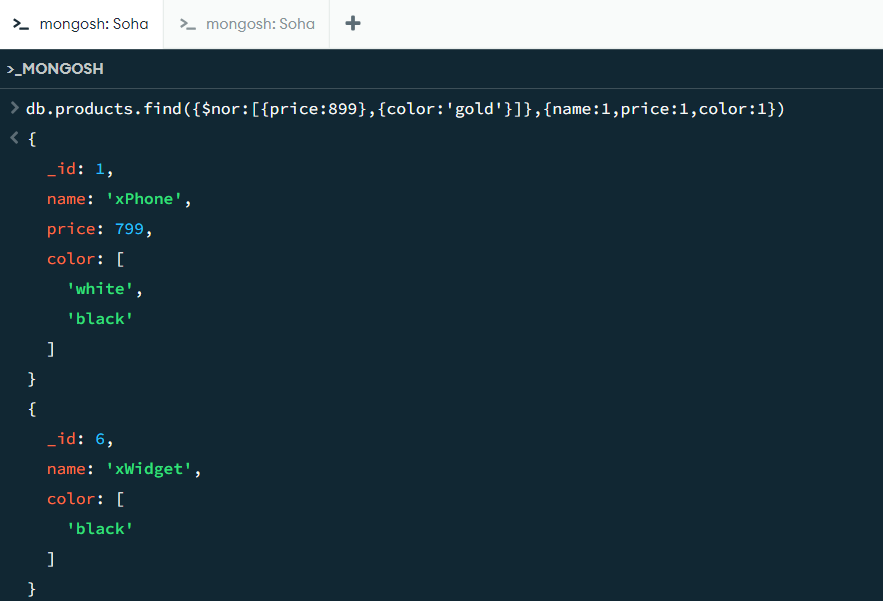 mongosh: Soha
mongosh: Soha
>_MONGOSH
db.products.find({$nor:[{price:899},{color:'gold'}]},{name:1,price:1,color:1})
{
_id: 1,
name: 'xPhone',
price: 799,
color: [
'white',
'black'
]
}
{
_id: 6,
name: 'xWidget',
color: [
'black'
]
}